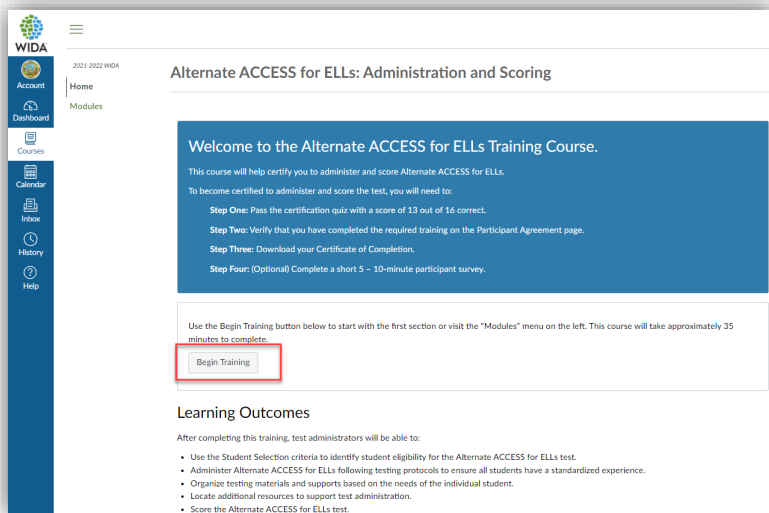 WIDA
Account
Dashboard
Courses
Calendar
Inbox
History
Help
2021-2022 WIDA
Home
Modules
Alternate ACCESS for ELLs: Administration and Scoring
Welcome to the Alternate ACCESS for ELLs Training Course.
This course will help certify you to administer and score Alternate ACCESS for ELLs.
To become certified to administer and score the test, you will need to:
Step One: Pass the certification quiz with a score of 13 out of 16 correct.
Step Two: Verify that you have completed the required training on the Participant Agreement page.
Step Three: Download your Certificate of Completion.
Step Four: (Optional) Complete a short 5 – 10-minute participant survey.
Use the Begin Training button below to start with the first section or visit the "Modules" menu on the left. This course will take approximately 35
minutes to complete.
Begin Training
Learning Outcomes
After completing this training, test administrators will be able to:
• Use the Student Selection criteria to identify student eligibility for the Alternate ACCESS for ELLs test.
• Administer Alternate ACCESS for ELLs following testing protocols to ensure all students have a standardized experience.
• Organize testing materials and supports based on the needs of the individual student.
• Locate additional resources to support test administration.
• Score the Alternate ACCESS for ELLs test.